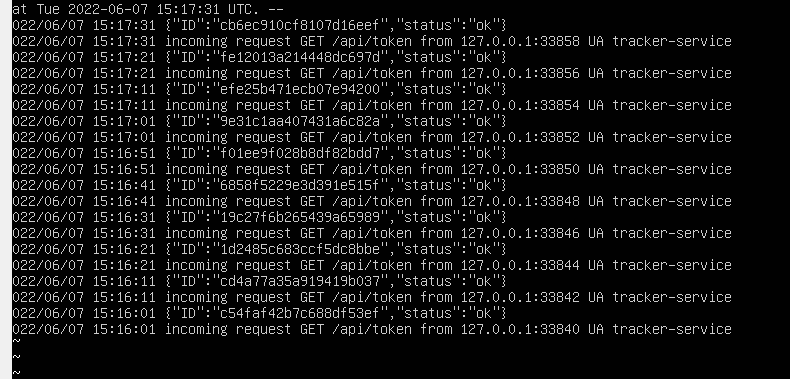 at Tue 2022-06-07 15:17:31 UTC. --
022/06/07 15:17:31 {"ID":"cb6ec910cf8107d16eef","status":"ok"}
022/06/07 15:17:31 incoming request GET /api/token from 127.0.0.1:33858 UA tracker-service
022/06/07 15:17:21 {"ID":"fe12013a214448dc697d","status":"ok"}
022/06/07 15:17:21 incoming request GET /api/token from 127.0.0.1:33856 UA tracker-service
022/06/07 15:17:11 {"ID":"efe25b471ecb07e94200","status":"ok"}
022/06/07 15:17:11 incoming request GET /api/token from 127.0.0.1:33854 UA tracker-service
022/06/07 15:17:01 {"ID":"9e31c1aa407431a6c82a","status":"ok"}
022/06/07 15:17:01 incoming request GET /api/token from 127.0.0.1:33852 UA tracker-service
022/06/07 15:16:51 {"ID":"f01ee9f028b8df82bdd7","status":"ok"}
022/06/07 15:16:51 incoming request GET /api/token from 127.0.0.1:33850 UA tracker-service
022/06/07 15:16:41 {"ID":"6858f5229e3d391e515f","status":"ok"}
022/06/07 15:16:41 incoming request GET /api/token from 127.0.0.1:33848 UA tracker-service
022/06/07 15:16:31 {"ID":"19c27f6b265439a65989","status":"ok"}
022/06/07 15:16:31 incoming request GET /api/token from 127.0.0.1:33846 UA tracker-service
022/06/07 15:16:21 {"ID":"1d2485c683ccf5dc8bbe","status":"ok"}
022/06/07 15:16:21 incoming request GET /api/token from 127.0.0.1:33844 UA tracker-service
022/06/07 15:16:11 {"ID":"cd4a77a35a919419b037","status":"ok"}
022/06/07 15:16:11 incoming request GET /api/token from 127.0.0.1:33842 UA tracker-service
022/06/07 15:16:01 {"ID":"c54faf42b7c688df53ef","status":"ok"}
022/06/07 15:16:01 incoming request GET /api/token from 127.0.0.1:33840 UA tracker-service
~
~
~